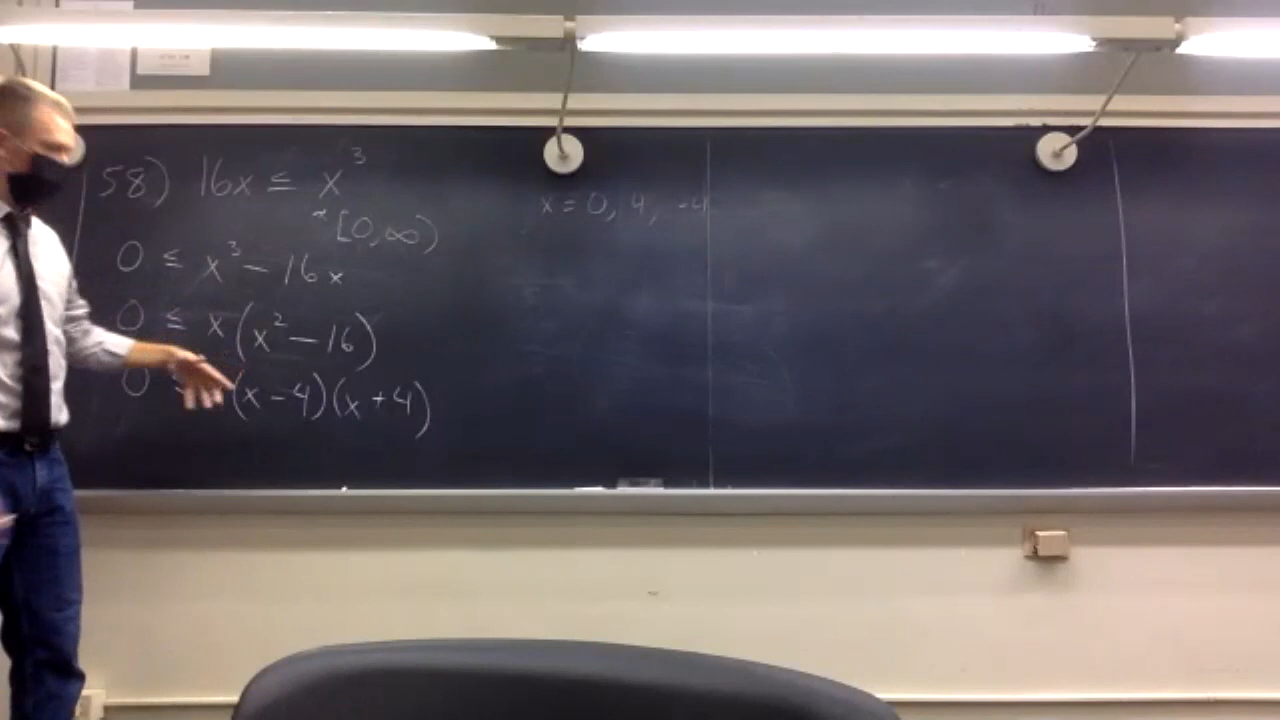 58) 16x ≤ x³
~[0,∞)
0 ≤ x³ - 16x
0 ≤ x(x² - 16)
0 (x - 4)(x + 4)
x = 0, 4, -4